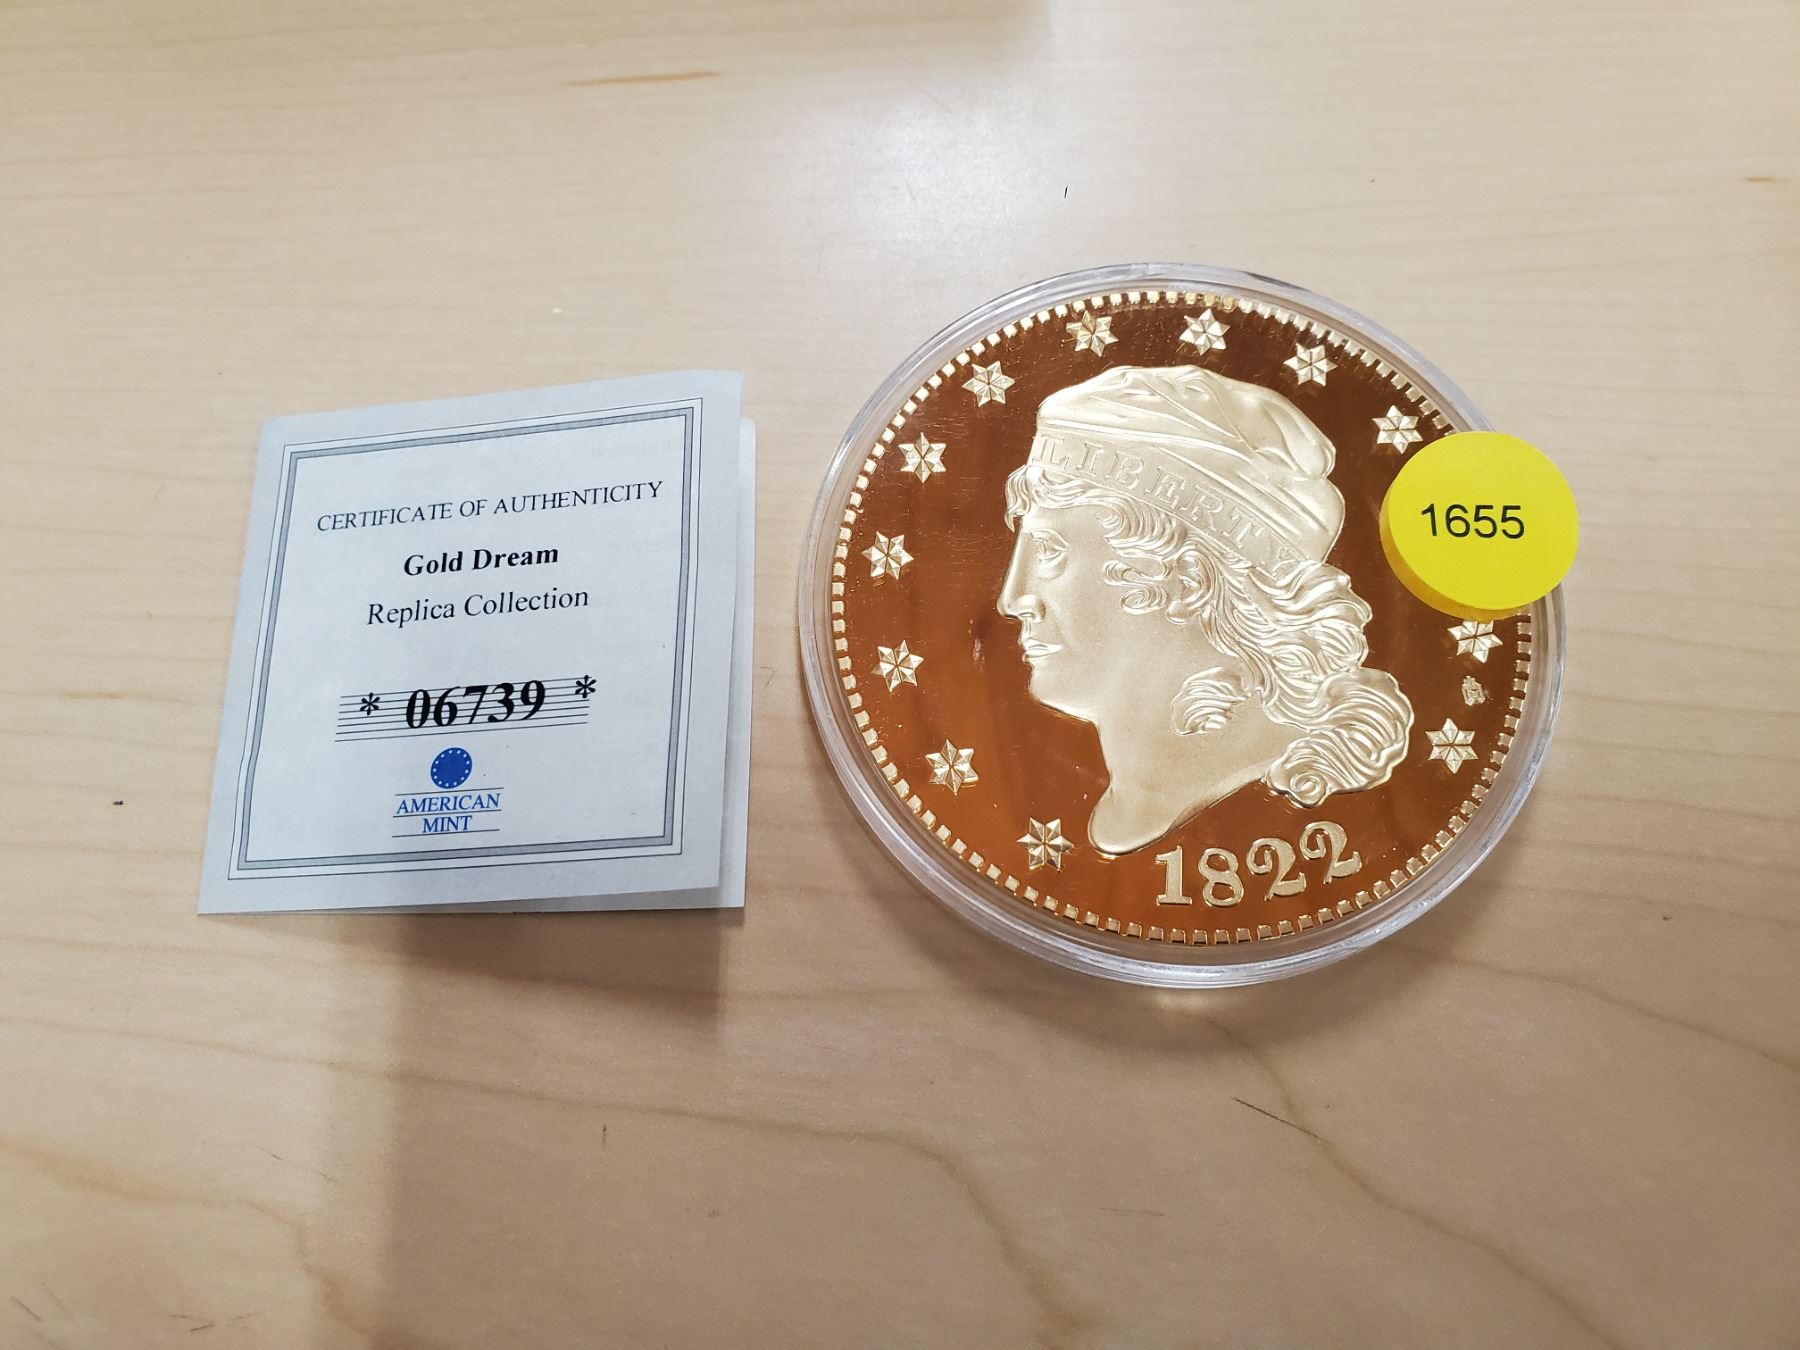 CERTIFICATE OF AUTHENTICITY
Gold Dream
Replica Collection
* 06739 *
AMERICAN
MINT
LIBERTY
1822
1655